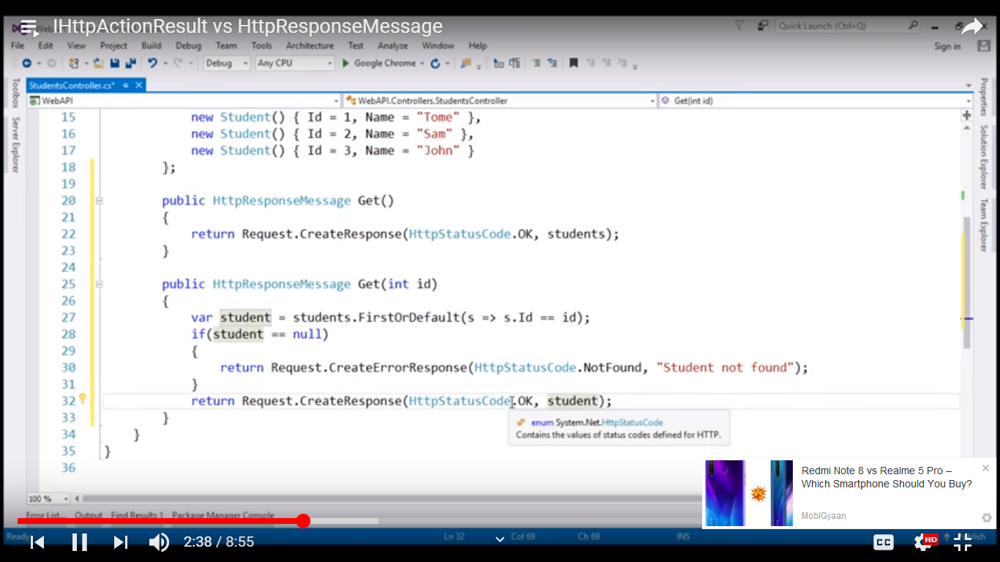 IHttpActionResult vs HttpResponseMessage
Quick Launch (Ctrl+Q)
File Edit View Project Build Debug Team Tools Architecture Test Analyze Window Help
Sign in
Debug Any CPU Google Chrome
Toolbox
Server Explorer
StudentsController.cs*
WebAPI WebAPI.Controllers.StudentsController Get(int id)
15 new Student() { Id = 1, Name = "Tome" },
16 new Student() { Id = 2, Name = "Sam" },
17 new Student() { Id = 3, Name = "John" }
18 };
19
20 public HttpResponseMessage Get()
21 {
22 return Request.CreateResponse(HttpStatusCode.OK, students);
23 }
24
25 public HttpResponseMessage Get(int id)
26 {
27 var student = students.FirstOrDefault(s => s.Id == id);
28 if(student == null)
29 {
30 return Request.CreateErrorResponse(HttpStatusCode.NotFound, "Student not found");
31 }
32 return Request.CreateResponse(HttpStatusCode.OK, student);
33 }
34 }
35 }
36
enum System.Net.HttpStatusCode
Contains the values of status codes defined for HTTP.
Properties
Solution Explorer
Team Explorer
Redmi Note 8 vs Realme 5 Pro –
Which Smartphone Should You Buy?
MobiGyaan
VS
100 %
Error List... Output Find Results 1 Package Manager Console
Ready Ln 32 Col 69 Ch 69 INS
2:38 / 8:55
CC
HD